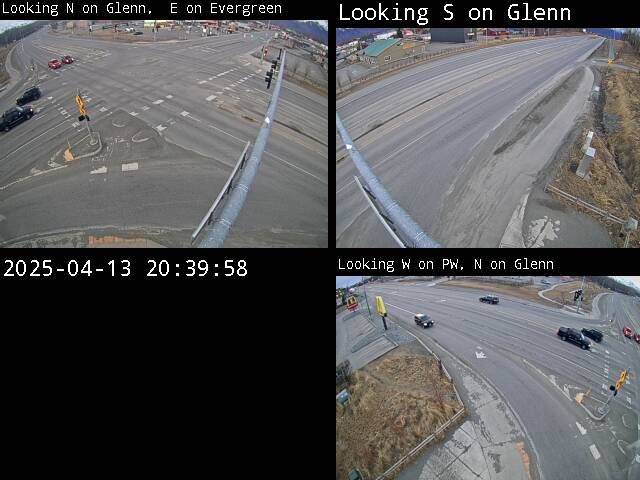 Looking N on Glenn,  E on Evergreen
Looking S on Glenn
2025-04-13 20:39:58
Looking W on PW, N on Glenn